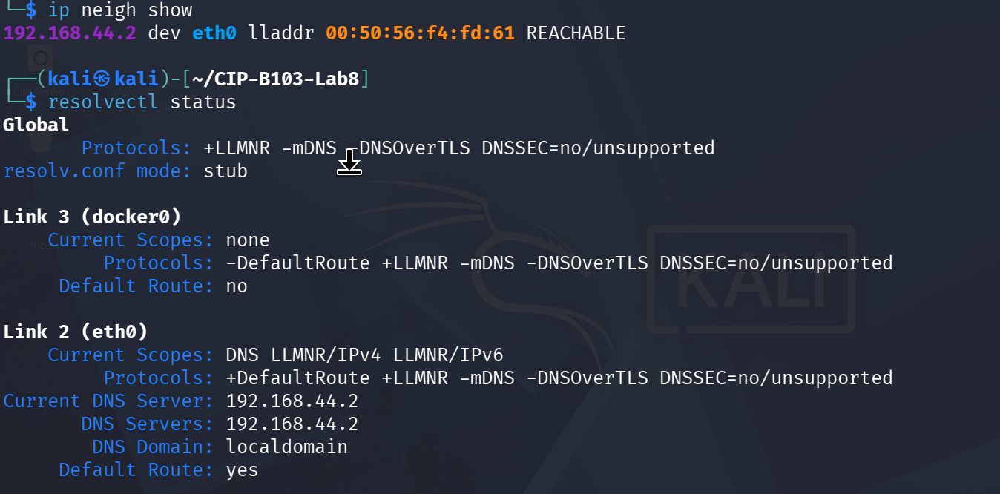 └─$ ip neigh show
192.168.44.2 dev eth0 lladdr 00:50:56:f4:fd:61 REACHABLE
┌──(kali㉿kali)-[~/CIP-B103-Lab8]
└─$ resolvectl status
Global
Protocols: +LLMNR -mDNS -DNSOverTLS DNSSEC=no/unsupported
resolv.conf mode: stub
Link 3 (docker0)
Current Scopes: none
Protocols: -DefaultRoute +LLMNR -mDNS -DNSOverTLS DNSSEC=no/unsupported
Default Route: no
Link 2 (eth0)
Current Scopes: DNS LLMNR/IPv4 LLMNR/IPv6
Protocols: +DefaultRoute +LLMNR -mDNS -DNSOverTLS DNSSEC=no/unsupported
Current DNS Server: 192.168.44.2
DNS Servers: 192.168.44.2
DNS Domain: localdomain
Default Route: yes
KALI